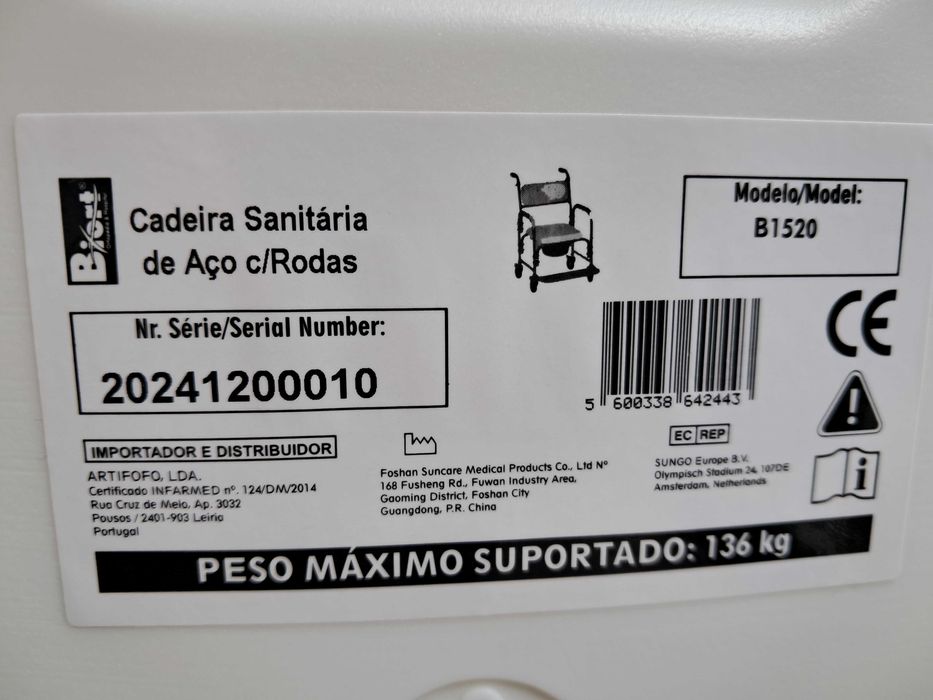 Bifort®
Cadeira Sanitária
de Aço c/Rodas
Modelo/Model:
B1520
Nr. Série/Serial Number:
20241200010
5 600338 642443
CE
IMPORTADOR E DISTRIBUIDOR
ARTIFOFO, LDA.
Certificado INFARMED nº. 124/DM/2014
Rua Cruz de Melo, Ap. 3032
Pousos / 2401-903 Leiria
Portugal
Foshan Suncare Medical Products Co., Ltd Nº
168 Fusheng Rd., Fuwan Industry Area,
Gaoming District, Foshan City
Guangdong, P.R. China
EC REP
SUNGO Europe B.V.
Olympisch Stadium 24, 107DE
Amsterdam, Netherlands
i
PESO MÁXIMO SUPORTADO: 136 kg